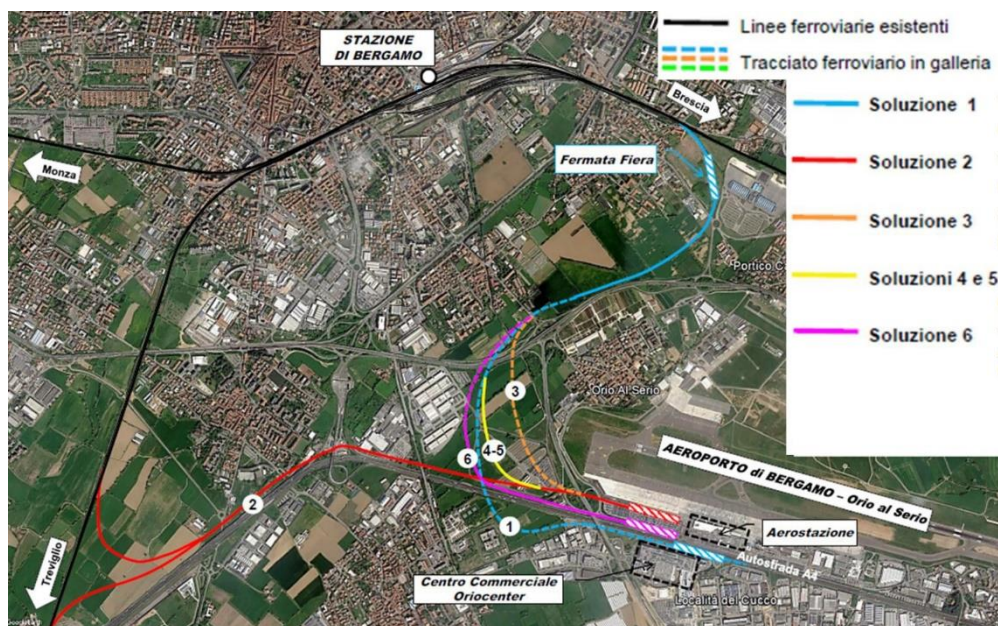 STAZIONE
DI BERGAMO
Linee ferroviarie esistenti
Tracciato ferroviario in galleria
Brescia
Soluzione 1
Fermata Fiera
Monza
Soluzione 2
Soluzione 3
Portico
Soluzioni 4 e 5
Soluzione 6
Orio Al Serio
3
4-5
6
AEROPORTO di BERGAMO – Orio al Serio
2
1
Aerostazione
Treviglio
Autostrada A4
Centro Commerciale
Oriocenter
Località del Cucco